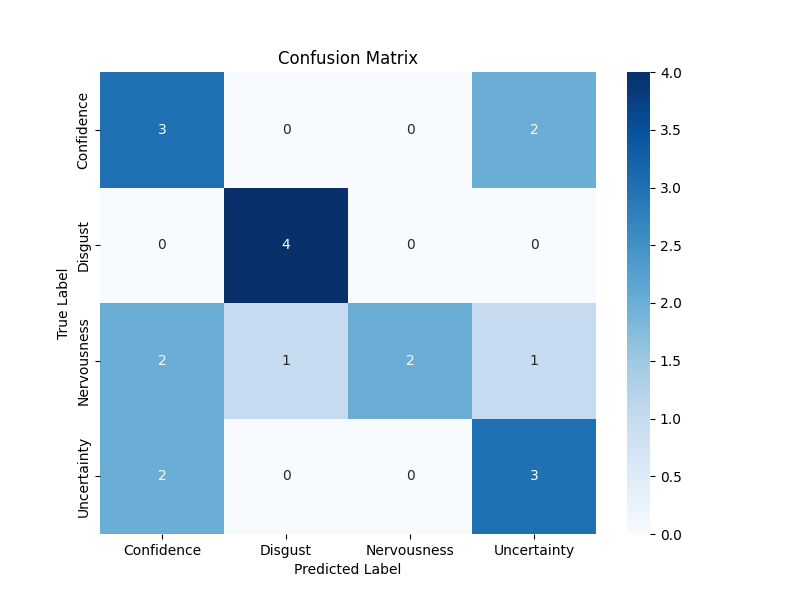 Confusion Matrix
Confidence 3 0 0 2
Disgust 0 4 0 0
Nervousness 2 1 2 1
Uncertainty 2 0 0 3
True Label
Confidence Disgust Nervousness Uncertainty
Predicted Label
4.0
3.5
3.0
2.5
2.0
1.5
1.0
0.5
0.0